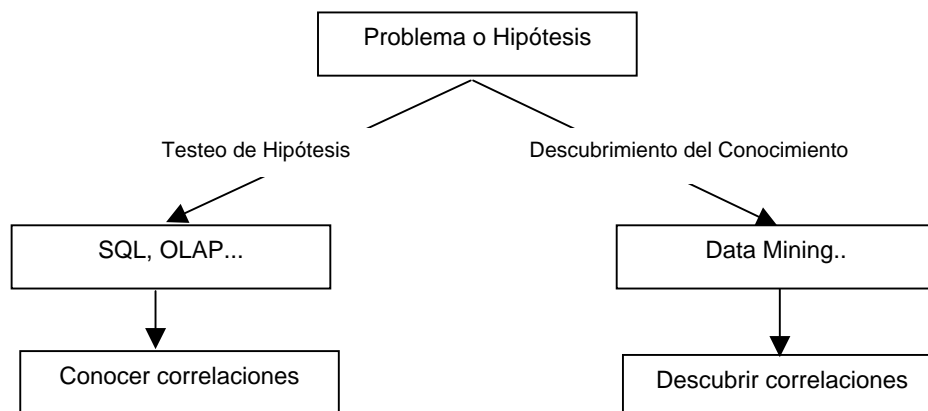 Problema o Hipótesis
Testeo de Hipótesis
Descubrimiento del Conocimiento
SQL, OLAP...
Data Mining..
Conocer correlaciones
Descubrir correlaciones